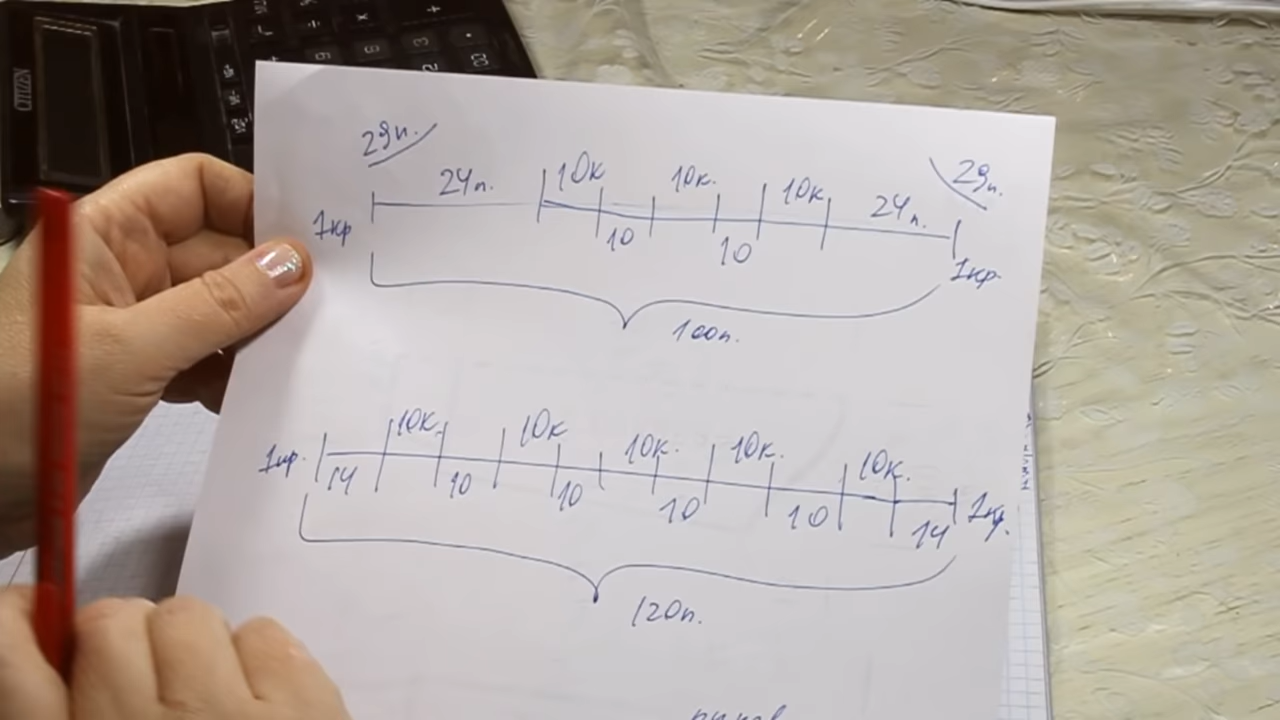 29п. 29п.
24п. 10к 10к. 10к 24п.
1кр 10 10 1кр.
100п.
10к. 10к 10к. 10к. 10к.
1кр. 14 10 10 10 10 14 1кр.
120п.
CITIZEN